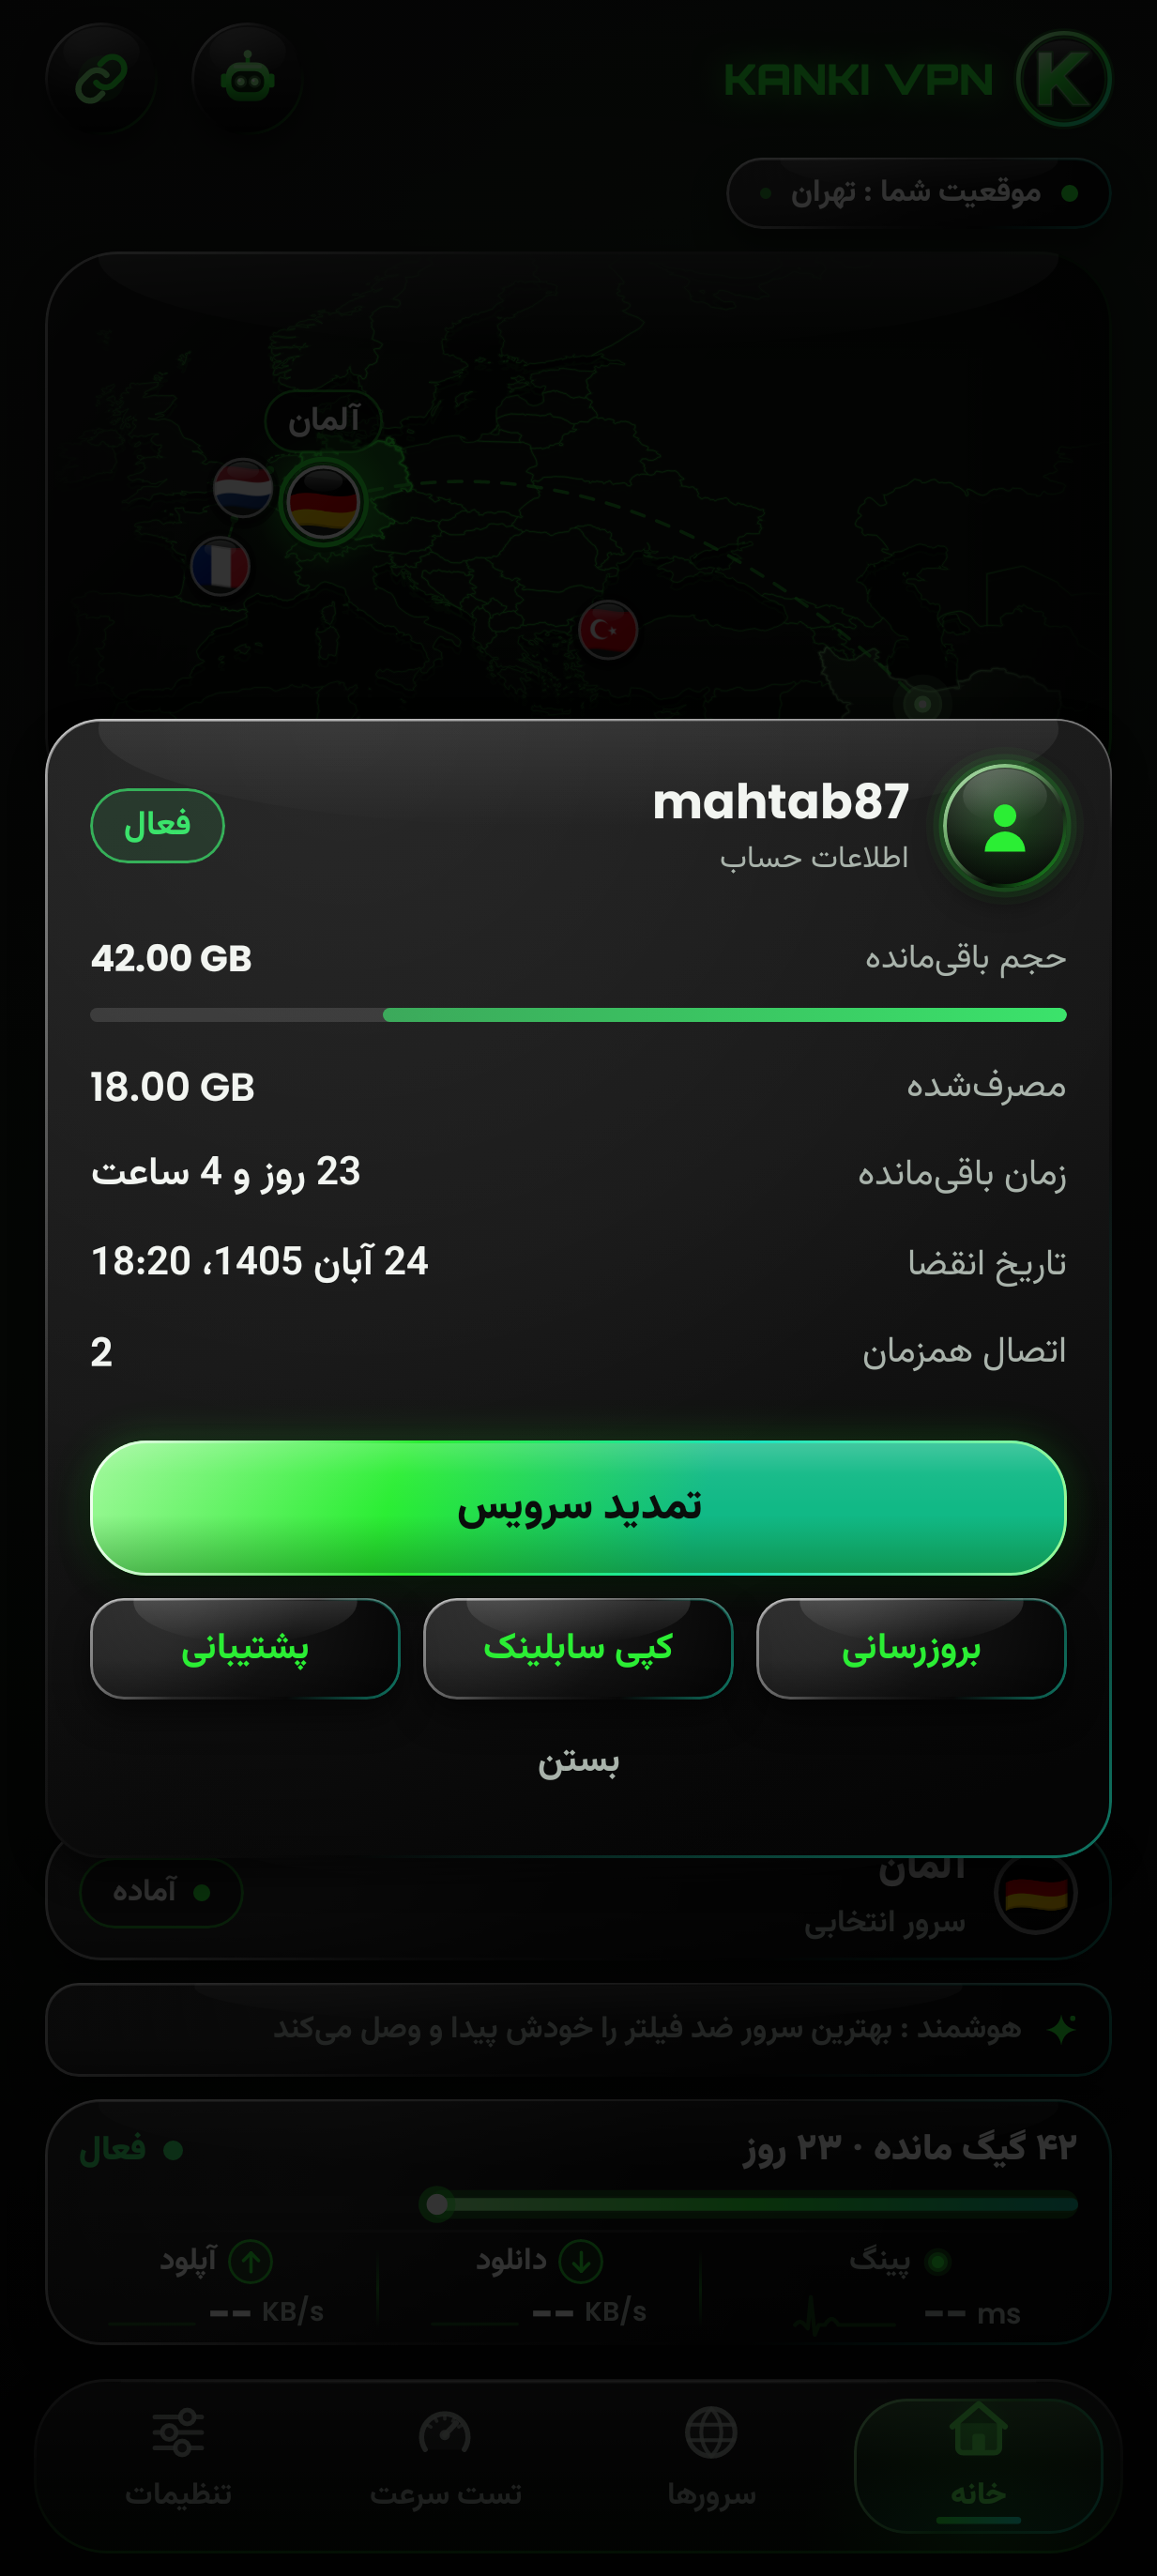 KANKI VPN
K
موقعیت شما : تهران
آلمان
mahtab87
اطلاعات حساب
فعال
حجم باقی‌مانده
42.00 GB
مصرف‌شده
18.00 GB
زمان باقی‌مانده
23 روز و 4 ساعت
تاریخ انقضا
24 آبان 1405، 18:20
اتصال همزمان
2
تمدید سرویس
بروزرسانی
کپی سابلینک
پشتیبانی
بستن
آلمان
سرور انتخابی
آماده
هوشمند : بهترین سرور ضد فیلتر را خودش پیدا و وصل می‌کند
۴۲ گیگ مانده · ۲۳ روز
فعال
پینگ
-- ms
دانلود
-- KB/s
آپلود
-- KB/s
خانه
سرورها
تست سرعت
تنظیمات